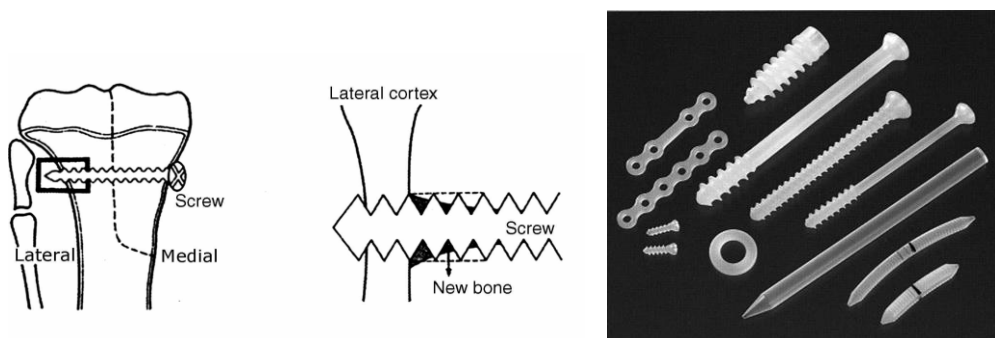 Screw
Lateral
Medial
Lateral cortex
Screw
New bone